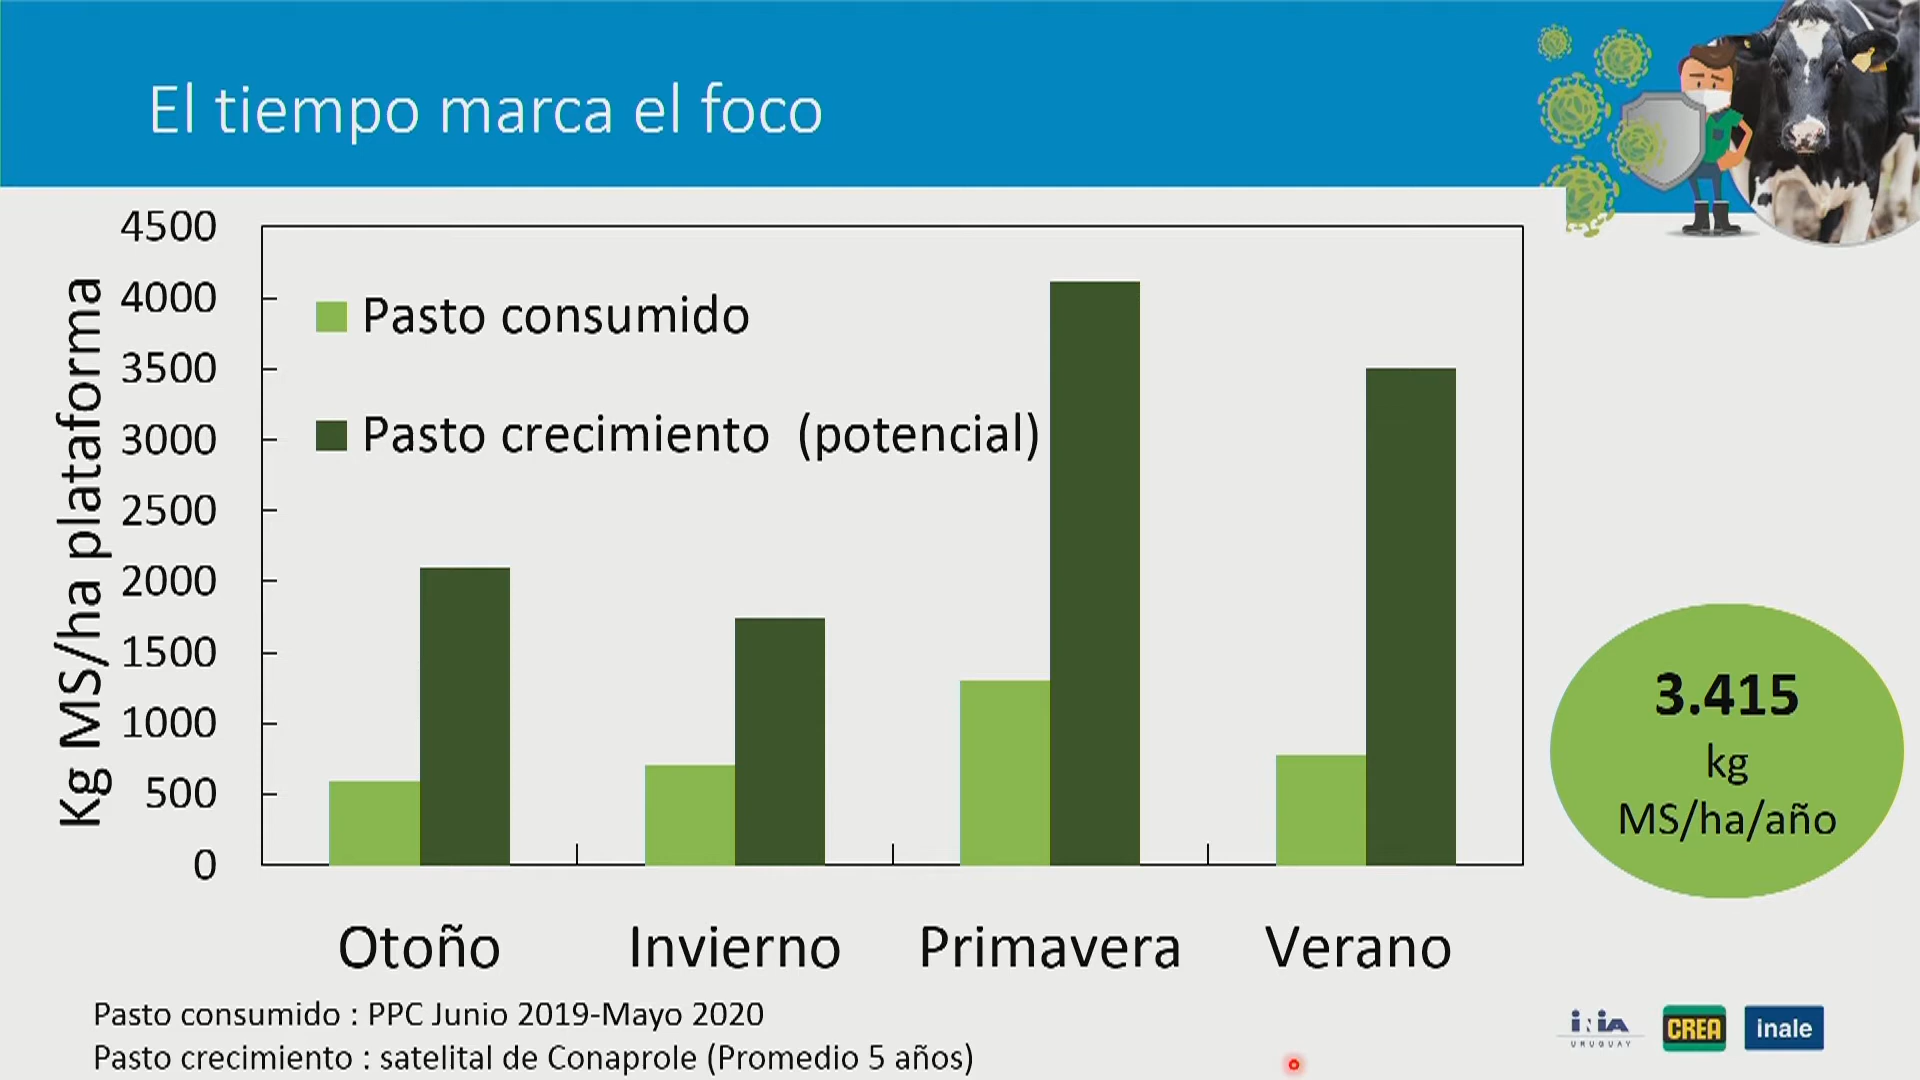 El tiempo marca el foco
Kg MS/ha plataforma
4500
4000
3500
3000
2500
2000
1500
1000
500
0
Pasto consumido
Pasto crecimiento (potencial)
Otoño
Invierno
Primavera
Verano
3.415
kg
MS/ha/año
Pasto consumido : PPC Junio 2019-Mayo 2020
Pasto crecimiento : satelital de Conaprole (Promedio 5 años)
iNiA
URUGUAY
CREA
inale